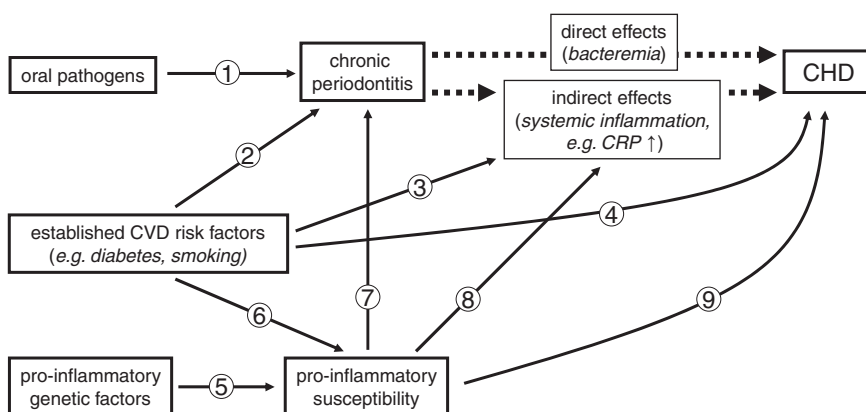 direct effects
(bacteremia)
oral pathogens
1
chronic
periodontitis
CHD
indirect effects
(systemic inflammation,
e.g. CRP ↑)
2
3
established CVD risk factors
(e.g. diabetes, smoking)
4
6
7
8
9
pro-inflammatory
genetic factors
5
pro-inflammatory
susceptibility